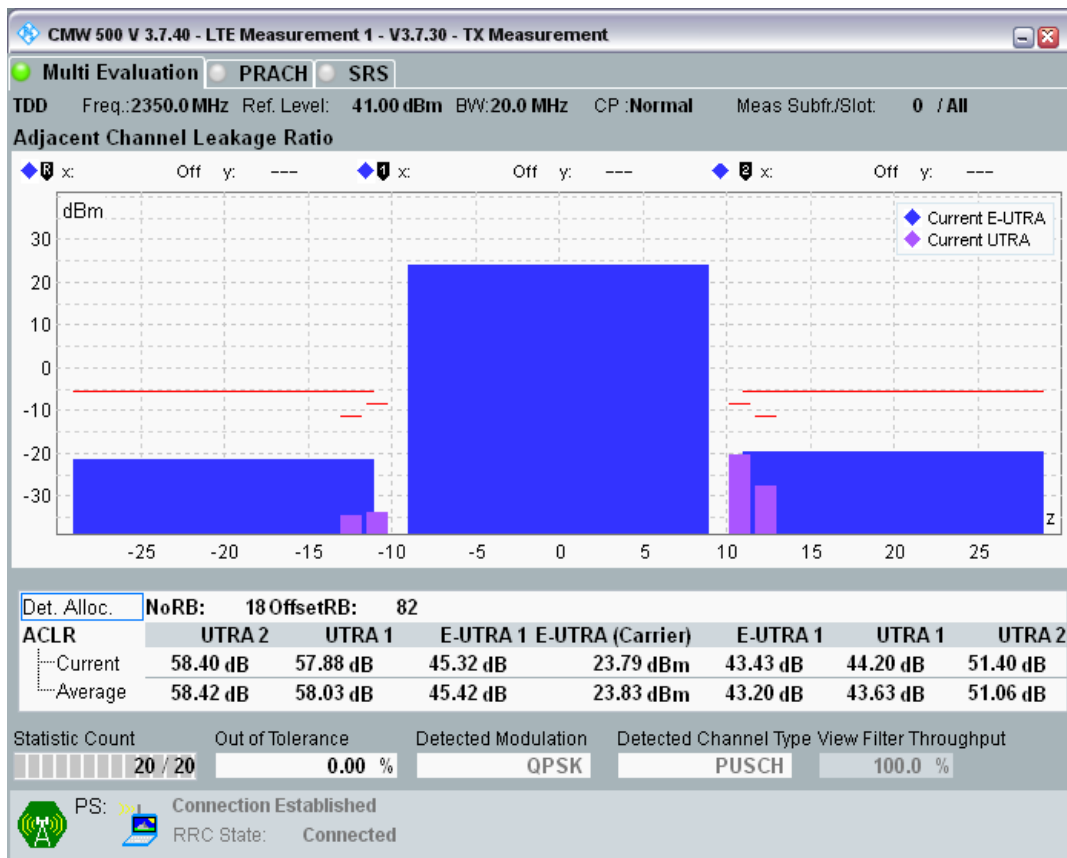 CMW 500 V 3.7.40 - LTE Measurement 1 - V3.7.30 - TX Measurement
Multi Evaluation PRACH SRS
TDD Freq.:2350.0 MHz Ref. Level: 41.00 dBm BW:20.0 MHz CP :Normal Meas Subfr./Slot: 0 / All
Adjacent Channel Leakage Ratio
R x: Off y: --- 1 x: Off y: --- 2 x: Off y: ---
dBm
Current E-UTRA
Current UTRA
30
20
10
0
-10
-20
-30
z
-25 -20 -15 -10 -5 0 5 10 15 20 25
Det. Alloc. NoRB: 18 OffsetRB: 82
ACLR UTRA 2 UTRA 1 E-UTRA 1 E-UTRA (Carrier) E-UTRA 1 UTRA 1 UTRA 2
Current 58.40 dB 57.88 dB 45.32 dB 23.79 dBm 43.43 dB 44.20 dB 51.40 dB
Average 58.42 dB 58.03 dB 45.42 dB 23.83 dBm 43.20 dB 43.63 dB 51.06 dB
Statistic Count Out of Tolerance Detected Modulation Detected Channel Type View Filter Throughput
20 / 20 0.00 % QPSK PUSCH 100.0 %
PS: Connection Established
RRC State: Connected